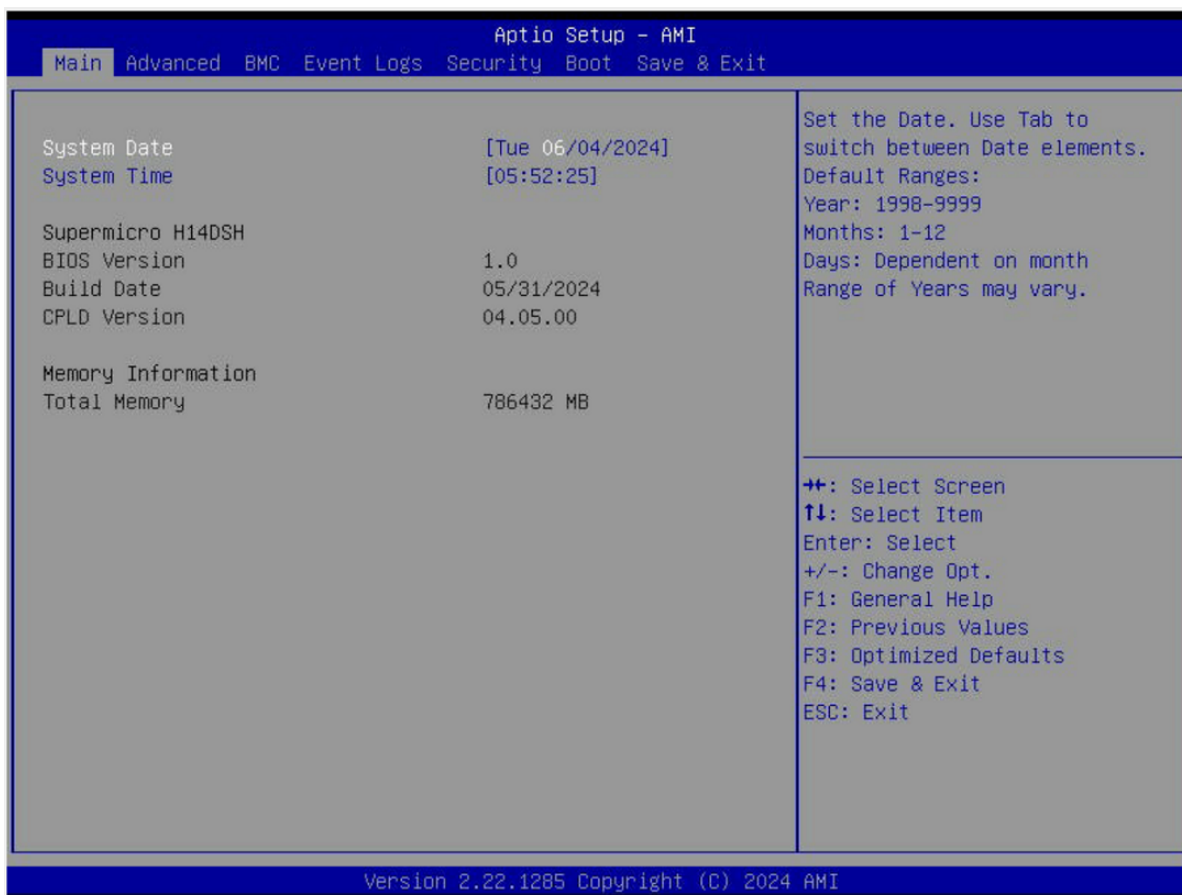 Aptio Setup - AMI
Main Advanced BMC Event Logs Security Boot Save & Exit
System Date [Tue 06/04/2024]
System Time [05:52:25]
Supermicro H14DSH
BIOS Version 1.0
Build Date 05/31/2024
CPLD Version 04.05.00
Memory Information
Total Memory 786432 MB
Set the Date. Use Tab to
switch between Date elements.
Default Ranges:
Year: 1998-9999
Months: 1-12
Days: Dependent on month
Range of Years may vary.
→←: Select Screen
↑↓: Select Item
Enter: Select
+/-: Change Opt.
F1: General Help
F2: Previous Values
F3: Optimized Defaults
F4: Save & Exit
ESC: Exit
Version 2.22.1285 Copyright (C) 2024 AMI